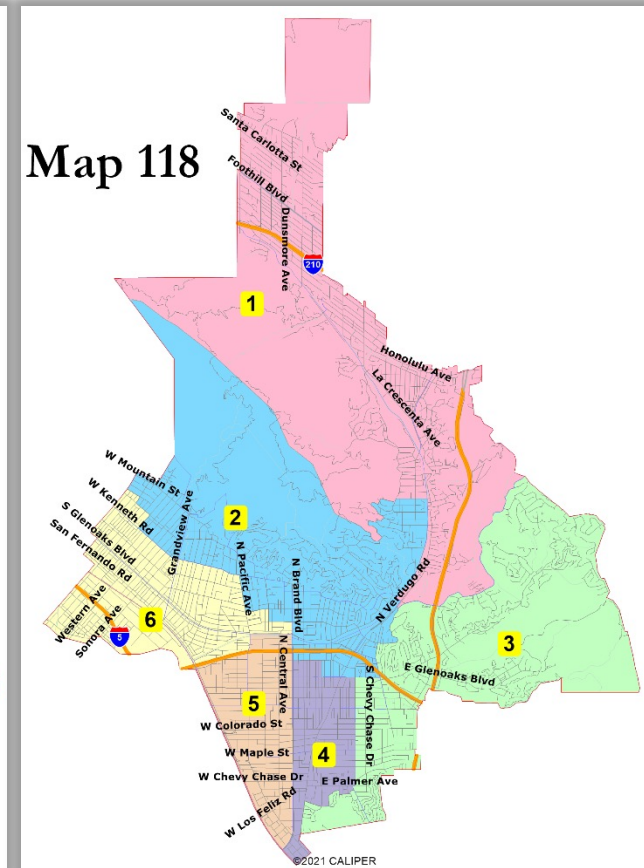 Santa Carlotta St
Map 118
Foothill Blvd
Dunsmore Ave
210
1
Honolulu Ave
La Crescenta Ave
W Mountain St
W Kenneth Rd
Grandview Ave
S Glenoaks Blvd
2
San Fernando Rd
N Pacific Ave
N Brand Blvd
N Verdugo Rd
Western Ave
Sonora Ave
6
5
3
N Central Ave
E Glenoaks Blvd
S Chevy Chase Dr
5
W Colorado St
W Maple St
4
W Chevy Chase Dr
E Palmer Ave
W Los Feliz Rd
©2021 CALIPER